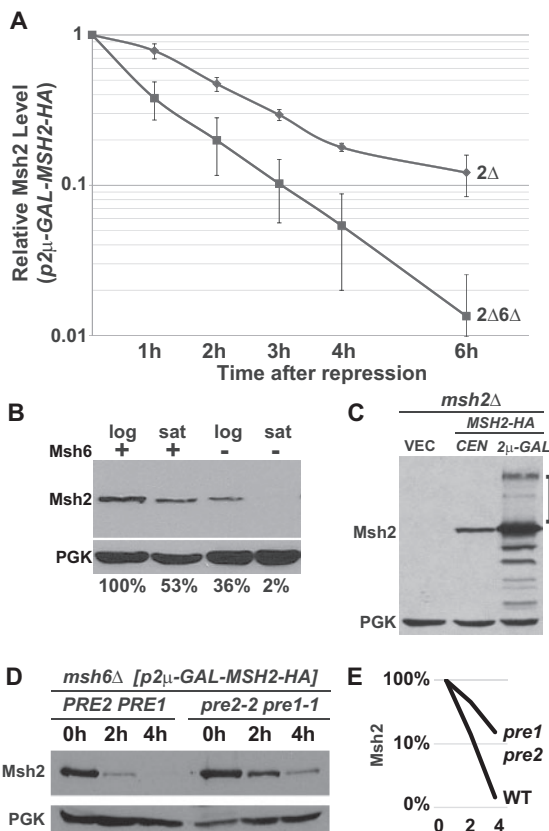 A
Relative Msh2 Level
(p2µ-GAL-MSH2-HA)
1
0.1
0.01
2Δ
2Δ6Δ
1h 2h 3h 4h 6h
Time after repression
B
log sat log sat
Msh6 + + - -
Msh2
PGK
100% 53% 36% 2%
C
msh2Δ
MSH2-HA
VEC CEN 2µ-GAL
Msh2
PGK
D
msh6Δ [p2µ-GAL-MSH2-HA]
PRE2 PRE1 pre2-2 pre1-1
0h 2h 4h 0h 2h 4h
Msh2
PGK
E
Msh2
100%
10%
0%
pre1
pre2
WT
0 2 4